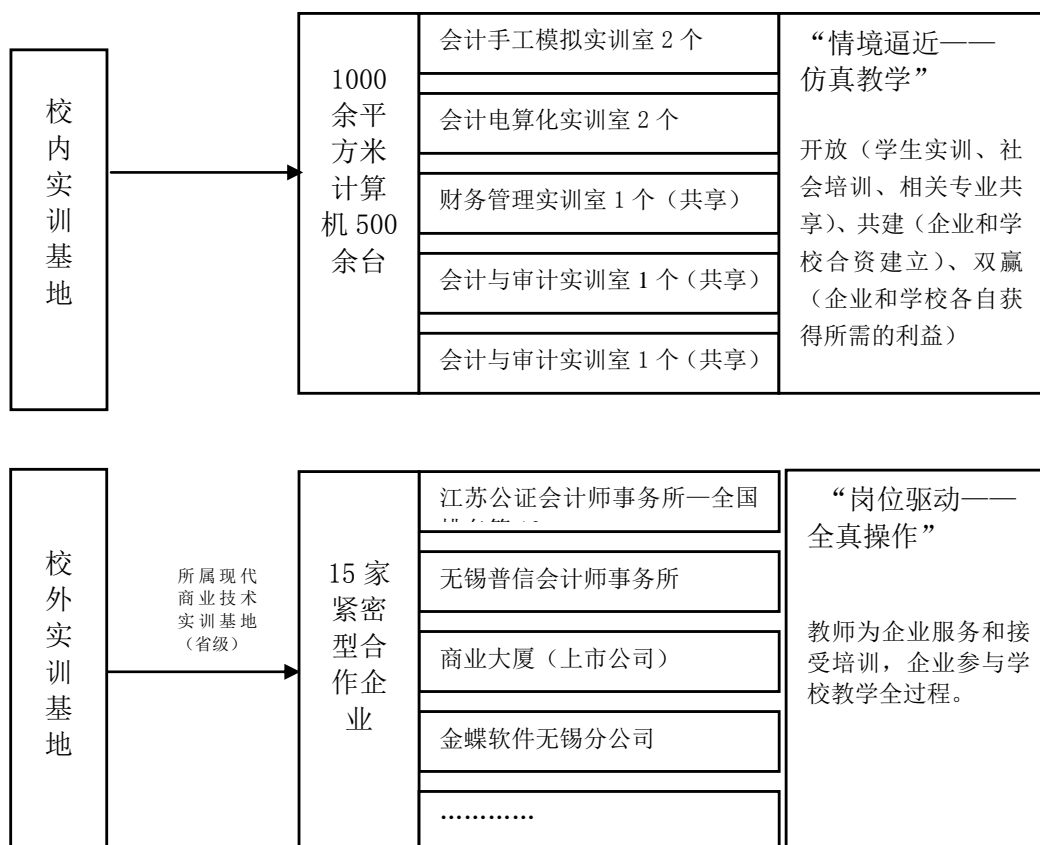 校
内
实
训
基
地
1000
余平
方米
计算
机 500
余台
会计手工模拟实训室 2 个
会计电算化实训室 2 个
财务管理实训室 1 个（共享）
会计与审计实训室 1 个（共享）
会计与审计实训室 1 个（共享）
“情境逼近——
仿真教学”
开放（学生实训、社
会培训、相关专业共
享）、共建（企业和学
校合资建立）、双赢
（企业和学校各自获
得所需的利益）
校
外
实
训
基
地
所属现代
商业技术
实训基地
（省级）
15 家
紧密
型合
作企
业
江苏公证会计师事务所—全国
无锡普信会计师事务所
商业大厦（上市公司）
金蝶软件无锡分公司
…………
“岗位驱动——
全真操作”
教师为企业服务和接
受培训，企业参与学
校教学全过程。